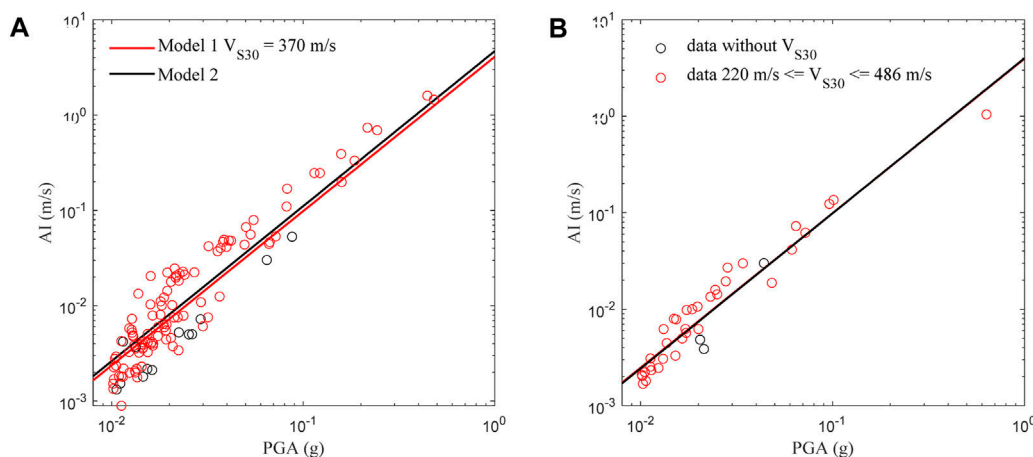 A
Model 1 V_S30 = 370 m/s
Model 2
10^1
10^0
10^-1
10^-2
10^-3
AI (m/s)
10^-2
10^-1
10^0
PGA (g)
B
data without V_S30
data 220 m/s <= V_S30 <= 486 m/s
10^1
10^0
10^-1
10^-2
10^-3
AI (m/s)
10^-2
10^-1
10^0
PGA (g)